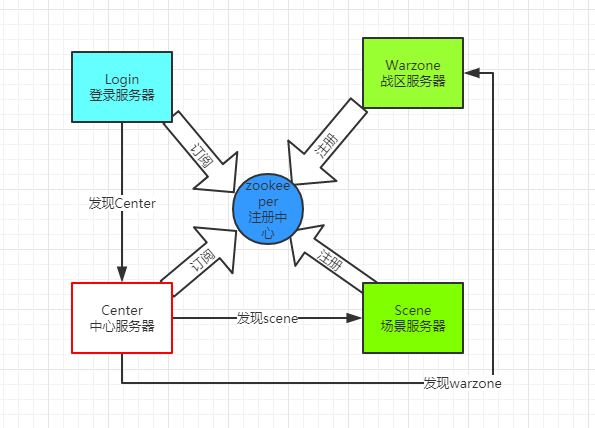 Login
登录服务器
Warzone
战区服务器
订阅
注册
zookee
per
注册中
心
发现Center
订阅
注册
Center
中心服务器
发现scene
Scene
场景服务器
发现warzone